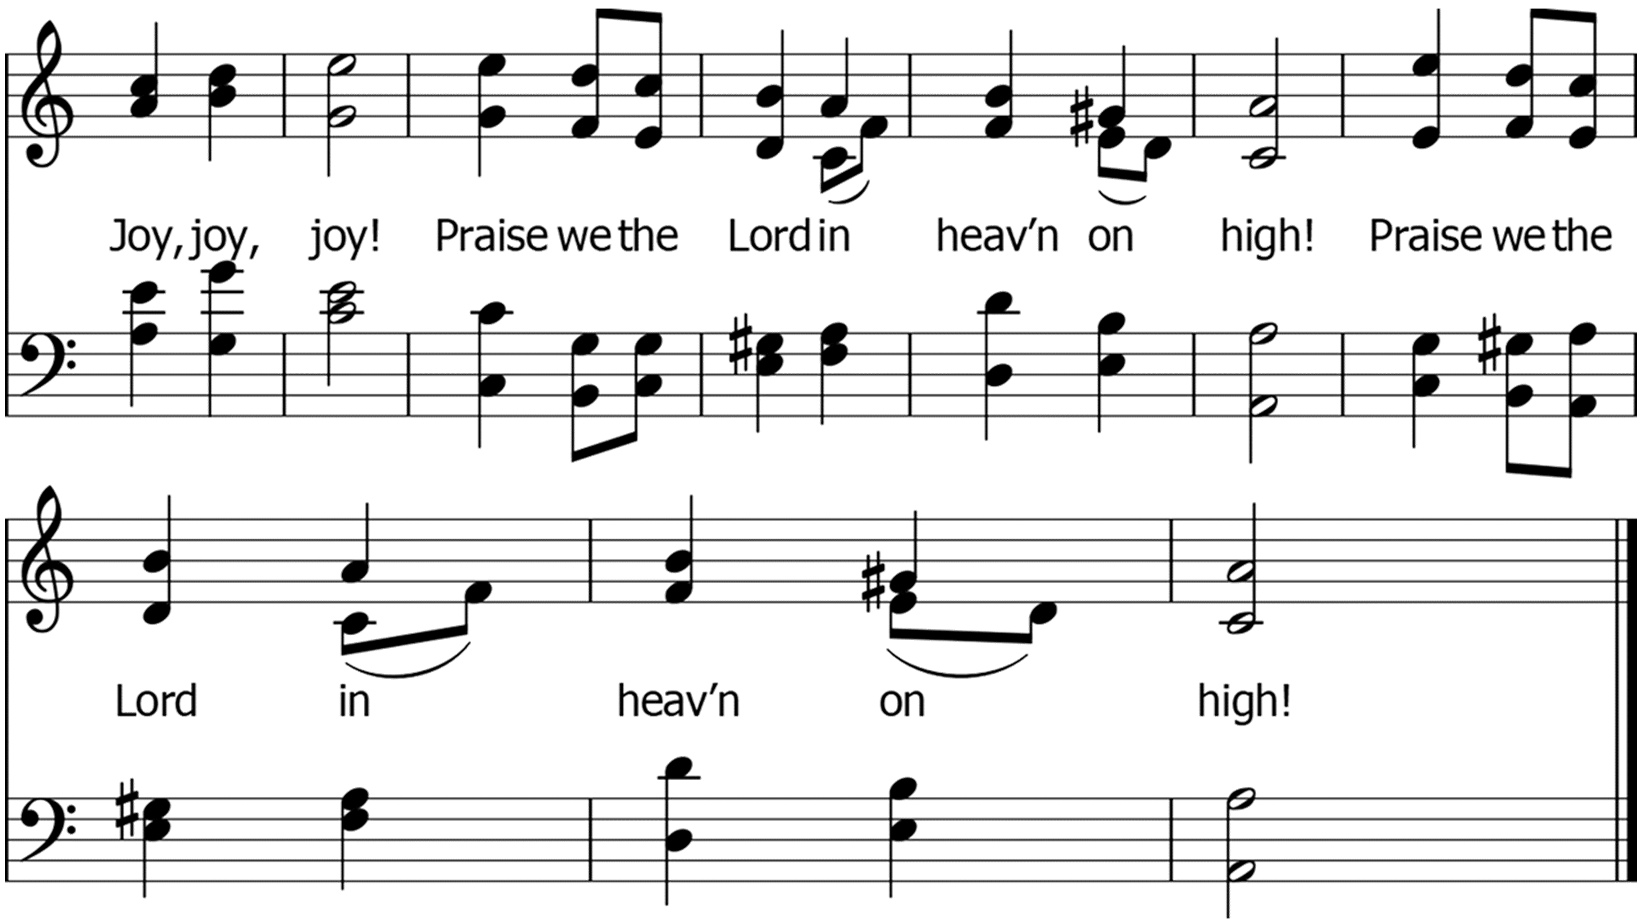 Joy, joy, joy! Praise we the Lord in heav’n on high! Praise we the
Lord in heav’n on high!